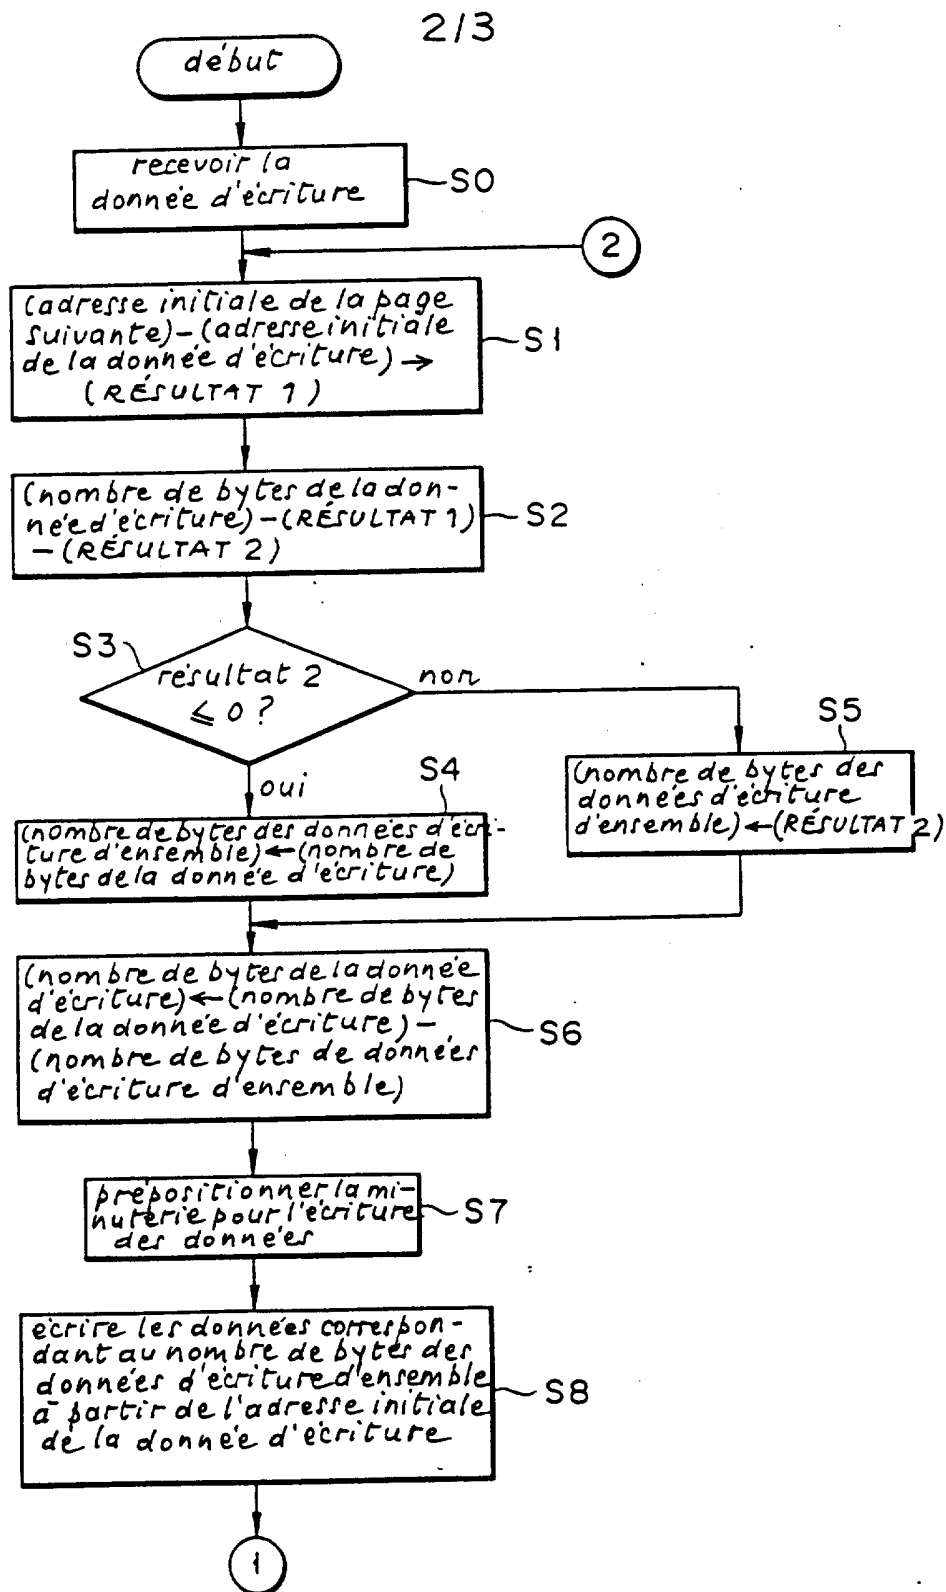 2/3
début
recevoir la
donnée d'écriture
S0
2
(adresse initiale de la page
suivante) – (adresse initiale
de la donnée d'écriture) →
(RÉSULTAT 1)
S1
(nombre de bytes de la don-
née d'écriture) – (RÉSULTAT 1)
– (RÉSULTAT 2)
S2
S3
résultat 2
≤ 0 ?
non
oui
S4
(nombre de bytes des données d'écri-
ture d'ensemble) ← (nombre de
bytes de la donnée d'écriture)
S5
(nombre de bytes des
données d'écriture
d'ensemble) ← (RÉSULTAT 2)
(nombre de bytes de la donnée
d'écriture) ← (nombre de bytes
de la donnée d'écriture) –
(nombre de bytes de données
d'écriture d'ensemble)
S6
prépositionner la mi-
nuterie pour l'écriture
des données
S7
écrire les données correspon-
dant au nombre de bytes des
données d'écriture d'ensemble
à partir de l'adresse initiale
de la donnée d'écriture
S8
1